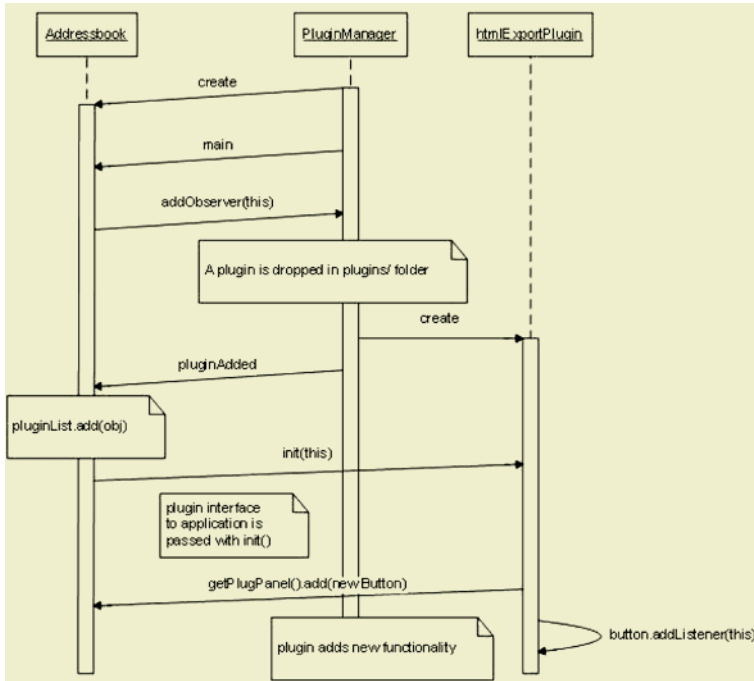 Addressbook
PluginManager
htmlExportPlugin
create
main
addObserver(this)
A plugin is dropped in plugins/ folder
create
pluginAdded
pluginList.add(obj)
init(this)
plugin interface
to application is
passed with init()
getPlugPanel().add(newButton)
button.addListener(this)
plugin adds new functionality